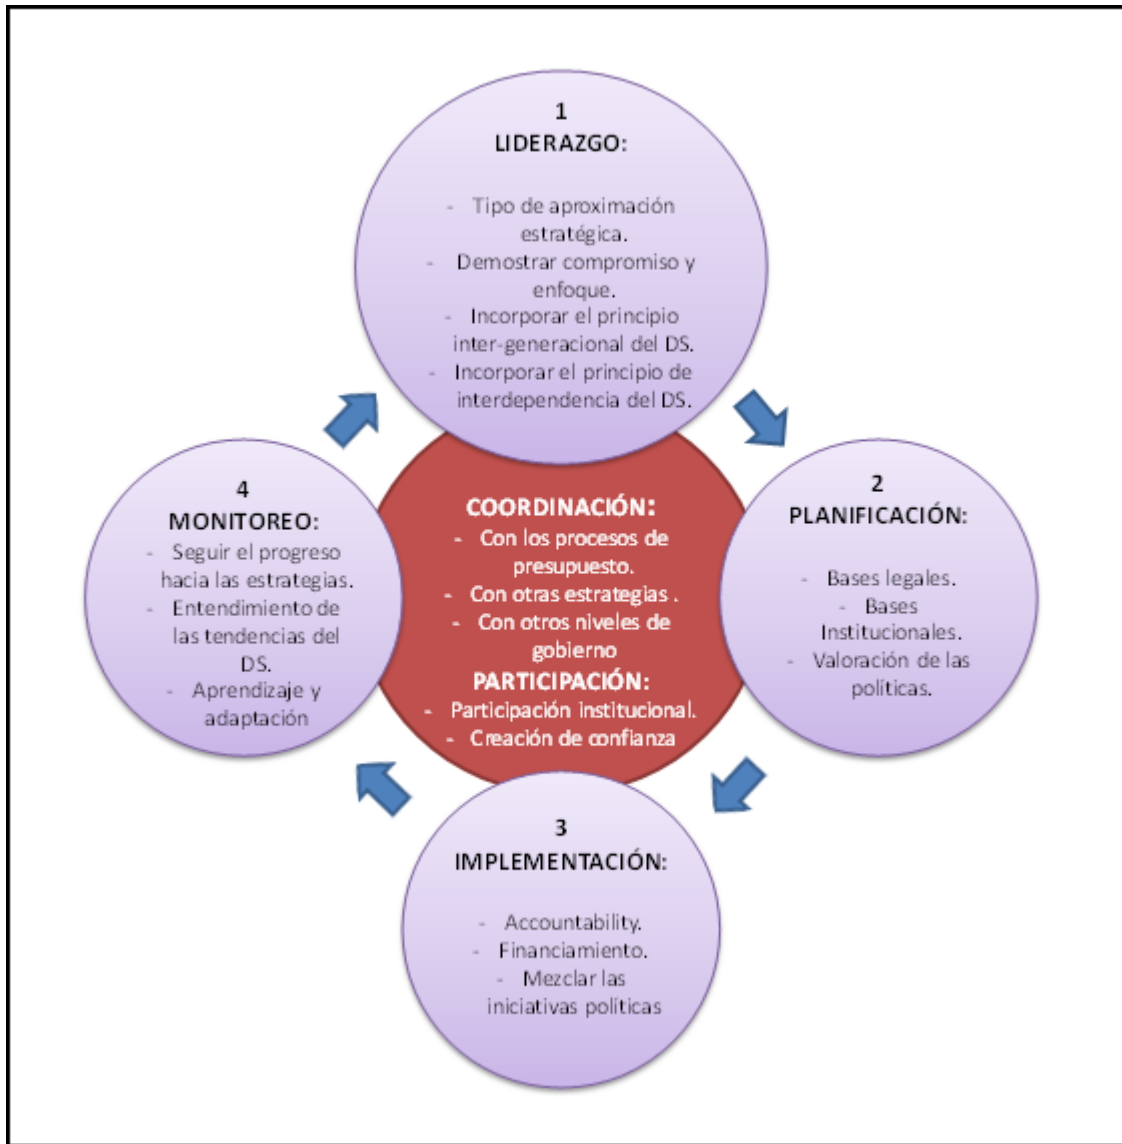 1
LIDERAZGO:
- Tipo de aproximación
estratégica.
- Demostrar compromiso y
enfoque.
- Incorporar el principio
inter-generacional del DS.
- Incorporar el principio de
interdependencia del DS.
2
PLANIFICACIÓN:
- Bases legales.
- Bases
Institucionales.
- Valoración de las
políticas.
3
IMPLEMENTACIÓN:
- Accountability.
- Financiamiento.
- Mezclar las
iniciativas políticas
4
MONITOREO:
- Seguir el progreso
hacia las estrategias.
- Entendimiento de
las tendencias del
DS.
- Aprendizaje y
adaptación
COORDINACIÓN:
- Con los procesos de
presupuesto.
- Con otras estrategias .
- Con otros niveles de
gobierno
PARTICIPACIÓN:
- Participación institucional.
- Creación de confianza